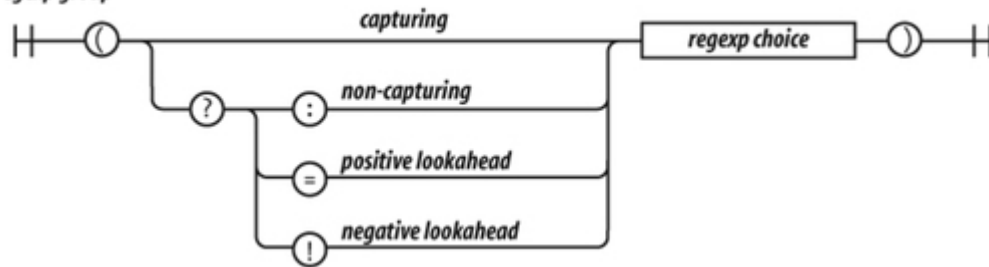 ( capturing regexp choice )
? : non-capturing
= positive lookahead
! negative lookahead